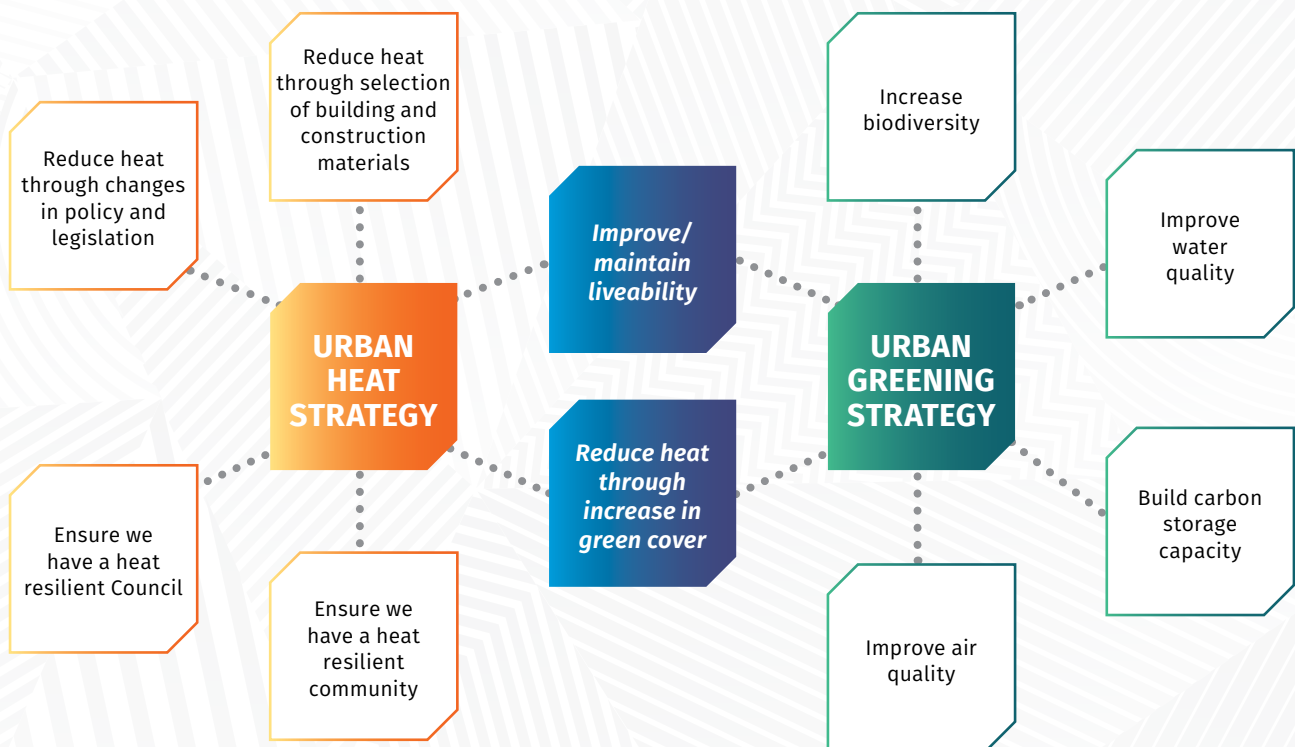 Reduce heat
through changes
in policy and
legislation
Reduce heat
through selection
of building and
construction
materials
Improve/
maintain
liveability
Increase
biodiversity
Improve
water
quality
URBAN
HEAT
STRATEGY
URBAN
GREENING
STRATEGY
Ensure we
have a heat
resilient Council
Ensure we
have a heat
resilient
community
Reduce heat
through
increase in
green cover
Improve air
quality
Build carbon
storage
capacity